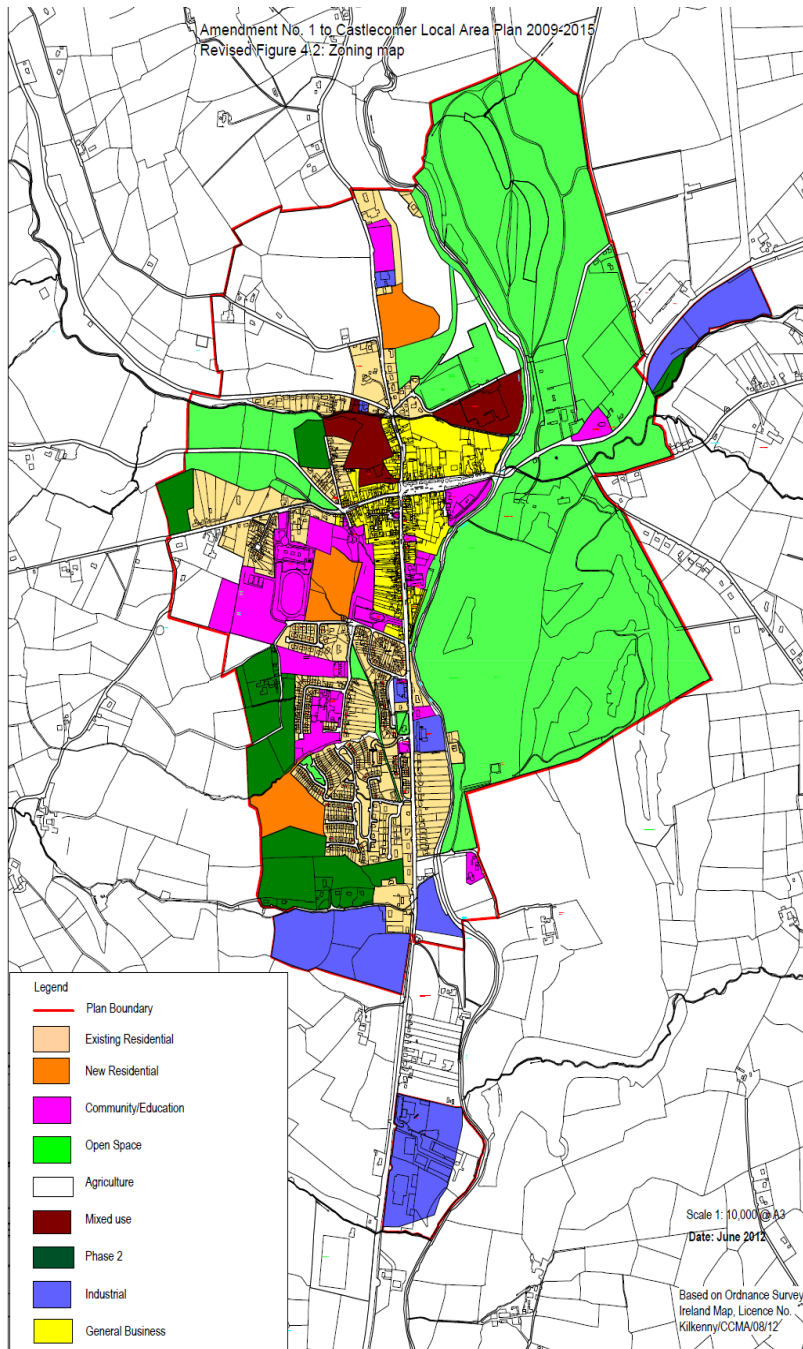 Amendment No. 1 to Castlecomer Local Area Plan 2009-2015
Revised Figure 4.2: Zoning map
Legend
Plan Boundary
Existing Residential
New Residential
Community/Education
Open Space
Agriculture
Mixed use
Phase 2
Industrial
General Business
Scale 1: 10,000 @ A3
Date: June 2012
Based on Ordnance Survey
Ireland Map, Licence No.
Kilkenny/CCMA/08/12